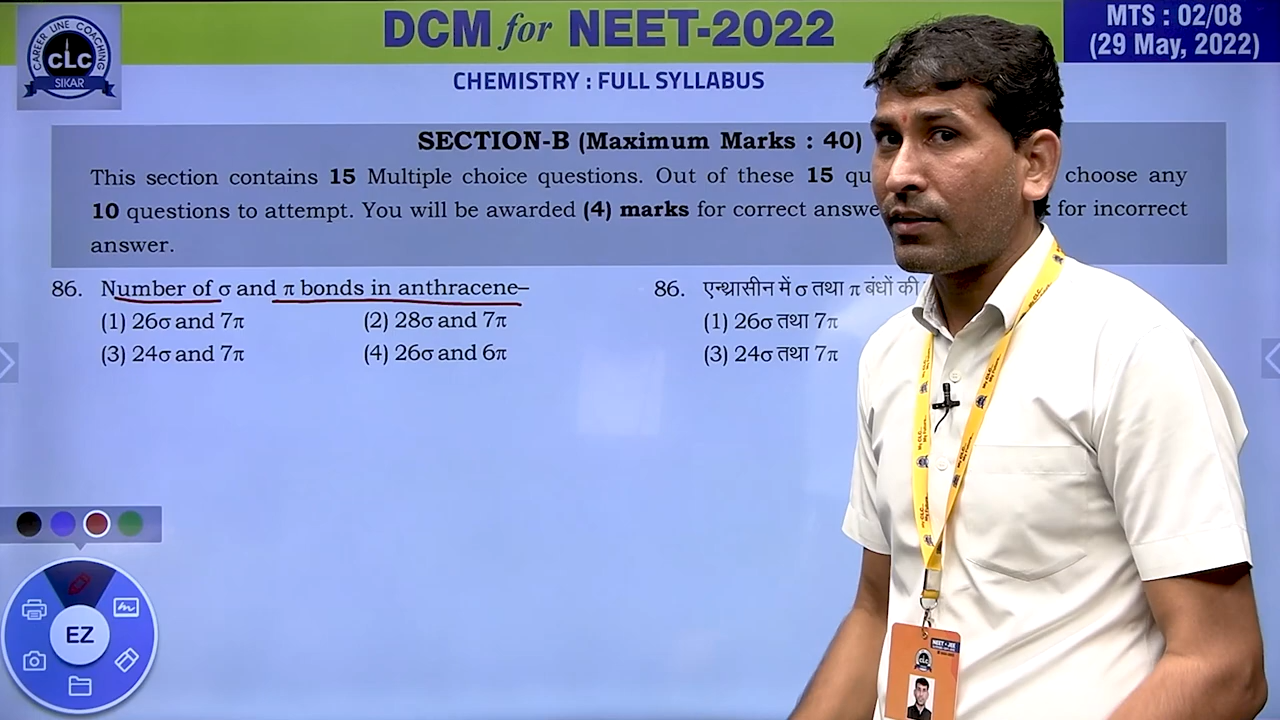 CAREER LINE COACHING
CLC
SIKAR
DCM for NEET-2022
MTS : 02/08
(29 May, 2022)
CHEMISTRY : FULL SYLLABUS
SECTION-B (Maximum Marks : 40)
This section contains 15 Multiple choice questions. Out of these 15 choose any
10 questions to attempt. You will be awarded (4) marks for correct for incorrect
answer.
86. Number of σ and π bonds in anthracene–
(1) 26σ and 7π (2) 28σ and 7π
(3) 24σ and 7π (4) 26σ and 6π
86. एन्थ्रासीन में σ तथा π बंधों की
(1) 26σ तथा 7π
(3) 24σ तथा 7π
EZ
NEET - JEE
CLC